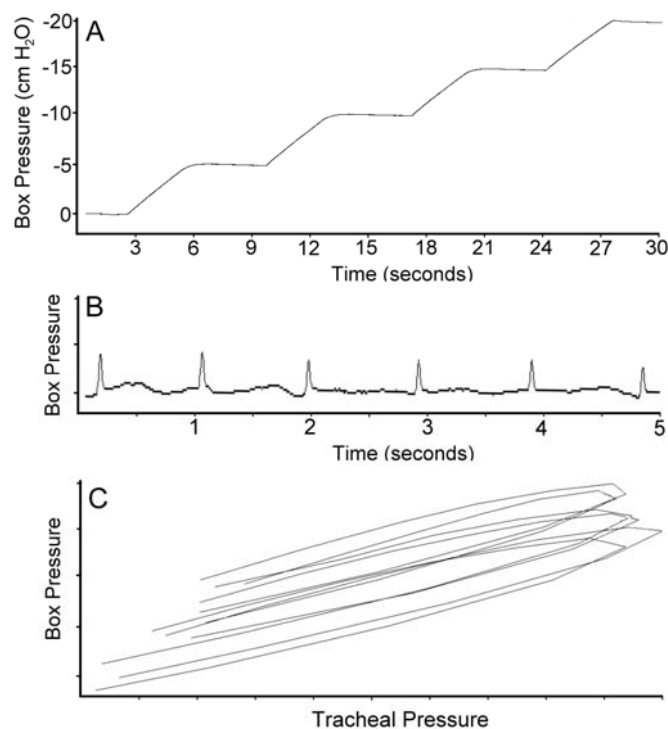 A
Box Pressure (cm H₂O)
-20
-15
-10
-5
0
3 6 9 12 15 18 21 24 27 30
Time (seconds)
B
Box Pressure
1 2 3 4 5
Time (seconds)
C
Box Pressure
Tracheal Pressure